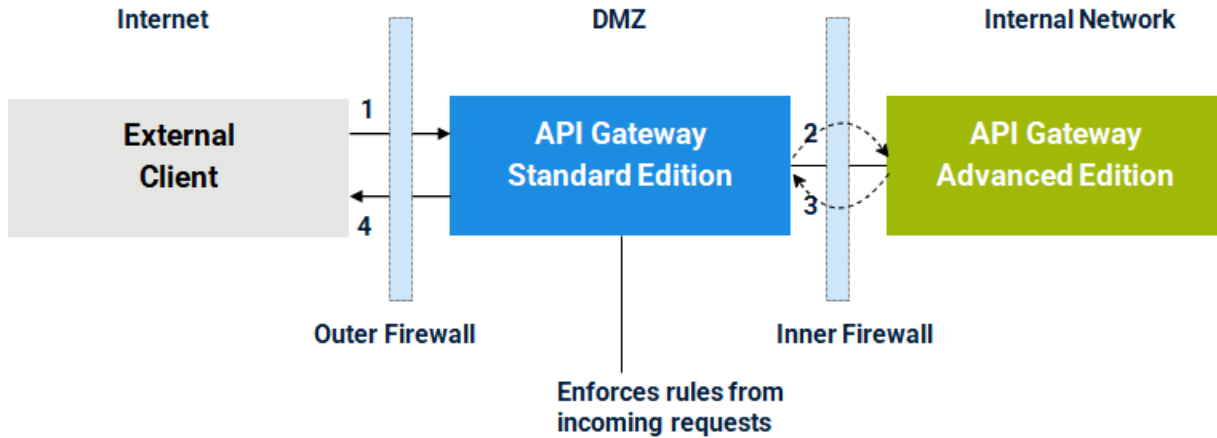 Internet
DMZ
Internal Network
External
Client
1
4
API Gateway
Standard Edition
2
3
API Gateway
Advanced Edition
Outer Firewall
Inner Firewall
Enforces rules from
incoming requests